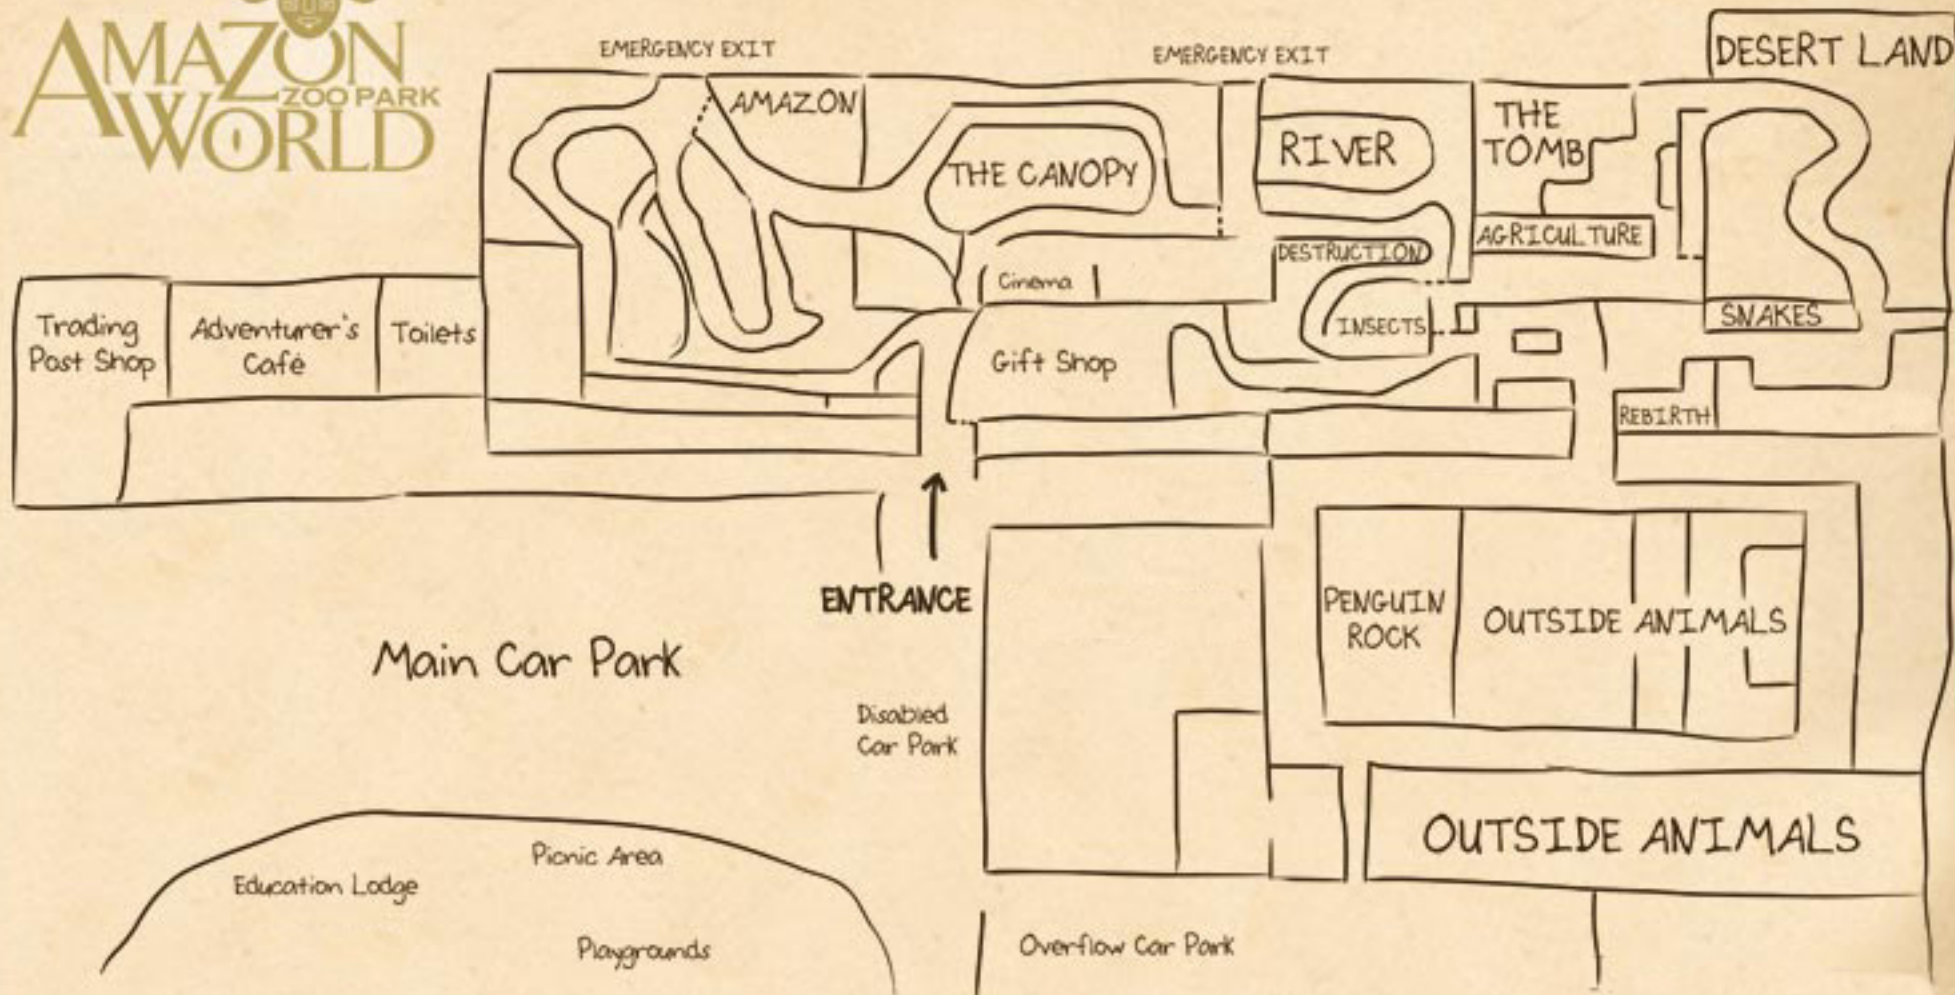 AMAZON
ZOO PARK
WORLD
EMERGENCY EXIT
EMERGENCY EXIT
DESERT LAND
AMAZON
THE CANOPY
RIVER
THE
TOMB
AGRICULTURE
DESTRUCTION
Cinema
INSECTS
SNAKES
Trading
Post Shop
Adventurer's
Café
Toilets
Gift Shop
REBIRTH
ENTRANCE
PENGUIN
ROCK
OUTSIDE ANIMALS
Main Car Park
Disabled
Car Park
OUTSIDE ANIMALS
Picnic Area
Education Lodge
Playgrounds
Overflow Car Park